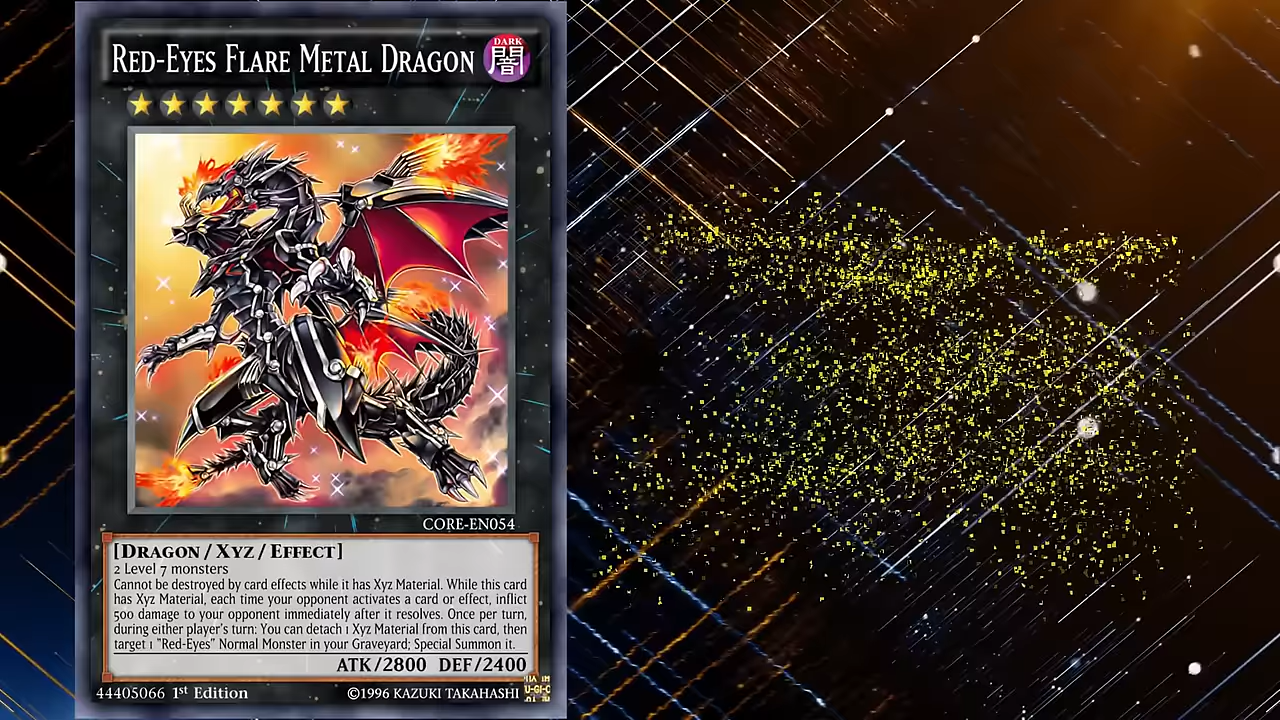 RED-EYES FLARE METAL DRAGON
DARK
闇
CORE-EN054
[DRAGON / XYZ / EFFECT]
2 Level 7 monsters
Cannot be destroyed by card effects while it has Xyz Material. While this card
has Xyz Material, each time your opponent activates a card or effect, inflict
500 damage to your opponent immediately after it resolves. Once per turn,
during either player's turn: You can detach 1 Xyz Material from this card, then
target 1 "Red-Eyes" Normal Monster in your Graveyard; Special Summon it.
ATK/2800 DEF/2400
44405066 1st Edition
©1996 KAZUKI TAKAHASHI